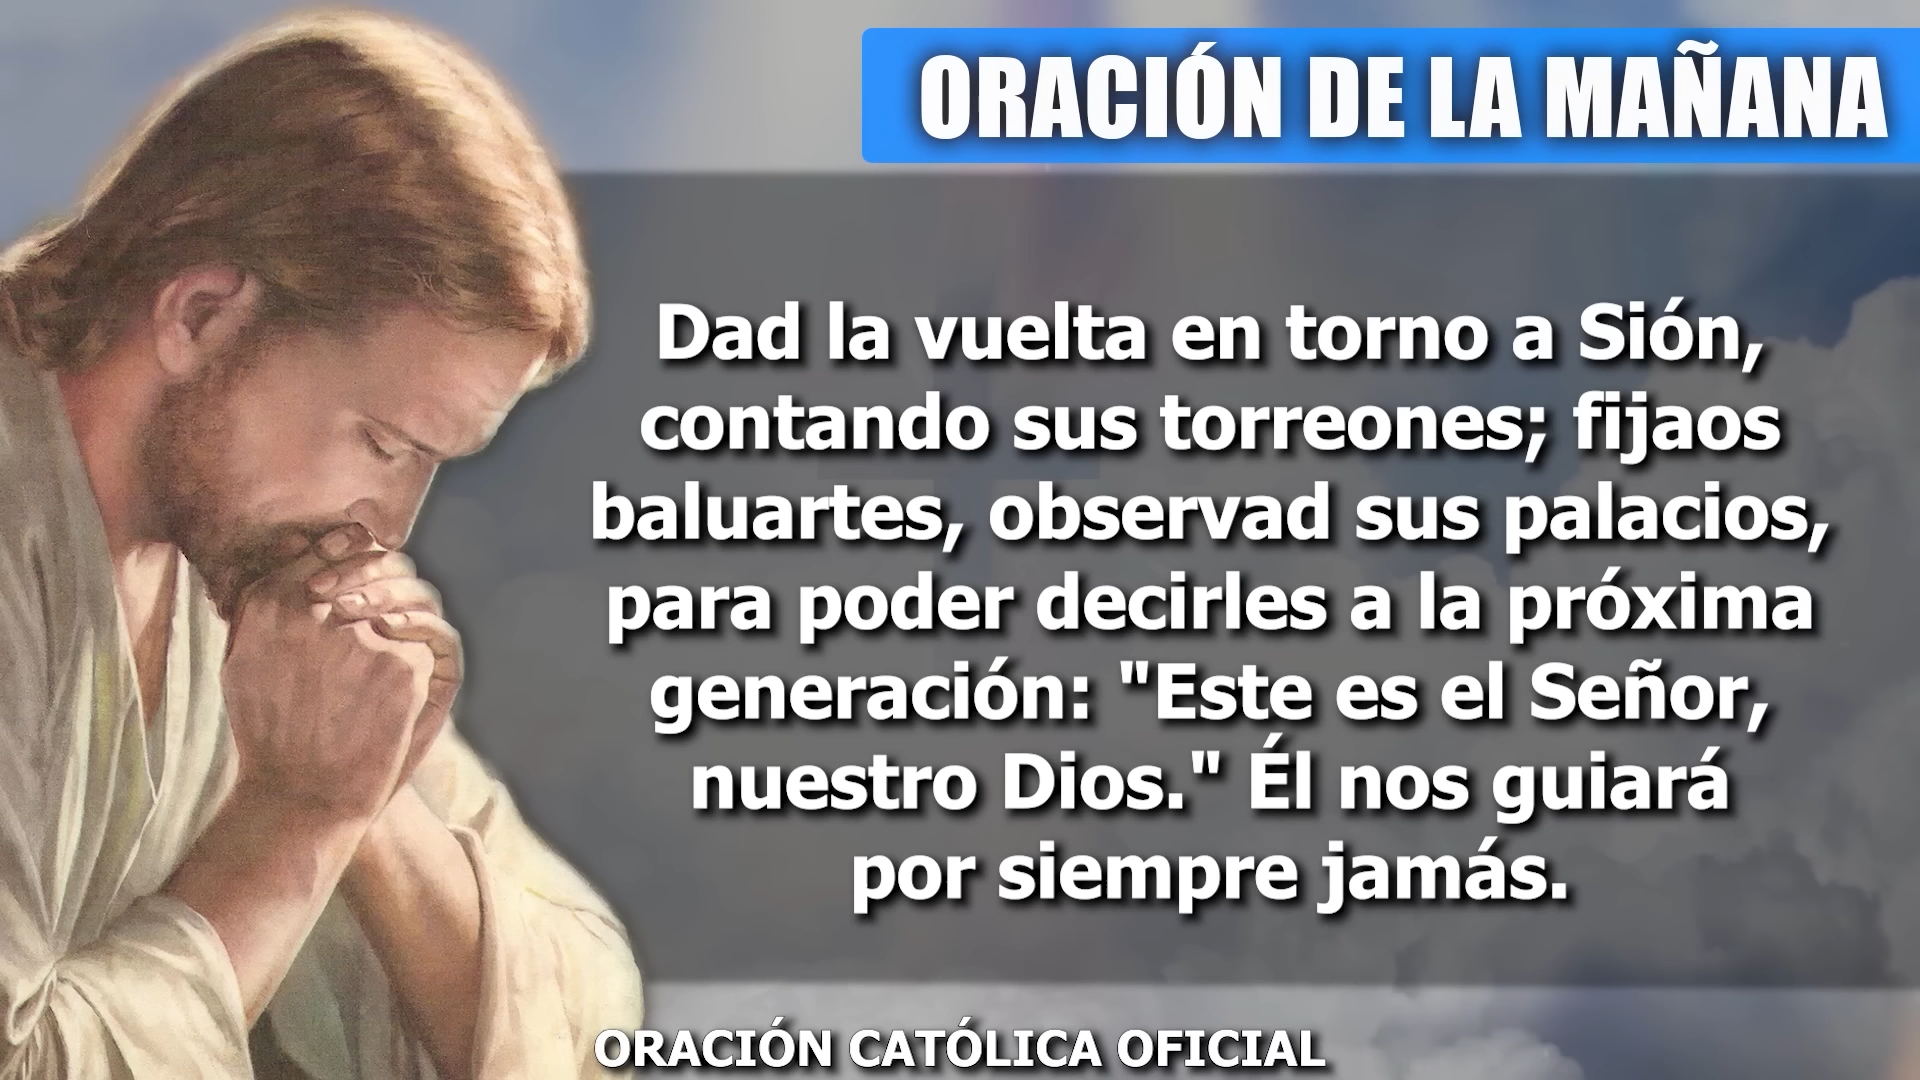 ORACIÓN DE LA MAÑANA
Dad la vuelta en torno a Sión,
contando sus torreones; fijaos
baluartes, observad sus palacios,
para poder decirles a la próxima
generación: "Este es el Señor,
nuestro Dios." Él nos guiará
por siempre jamás.
ORACIÓN CATÓLICA OFICIAL